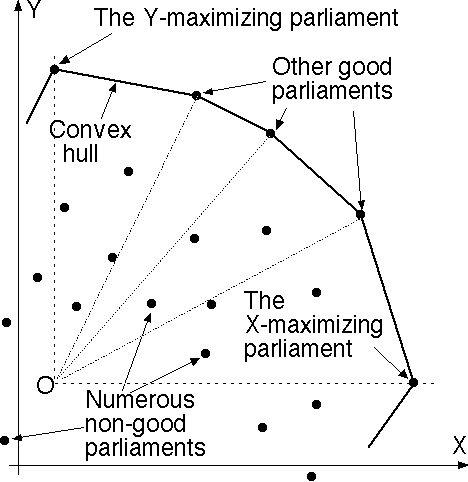 Y
The Y-maximizing parliament
Other good
parliaments
Convex
hull
The
X-maximizing
parliament
O
Numerous
non-good
parliaments
X